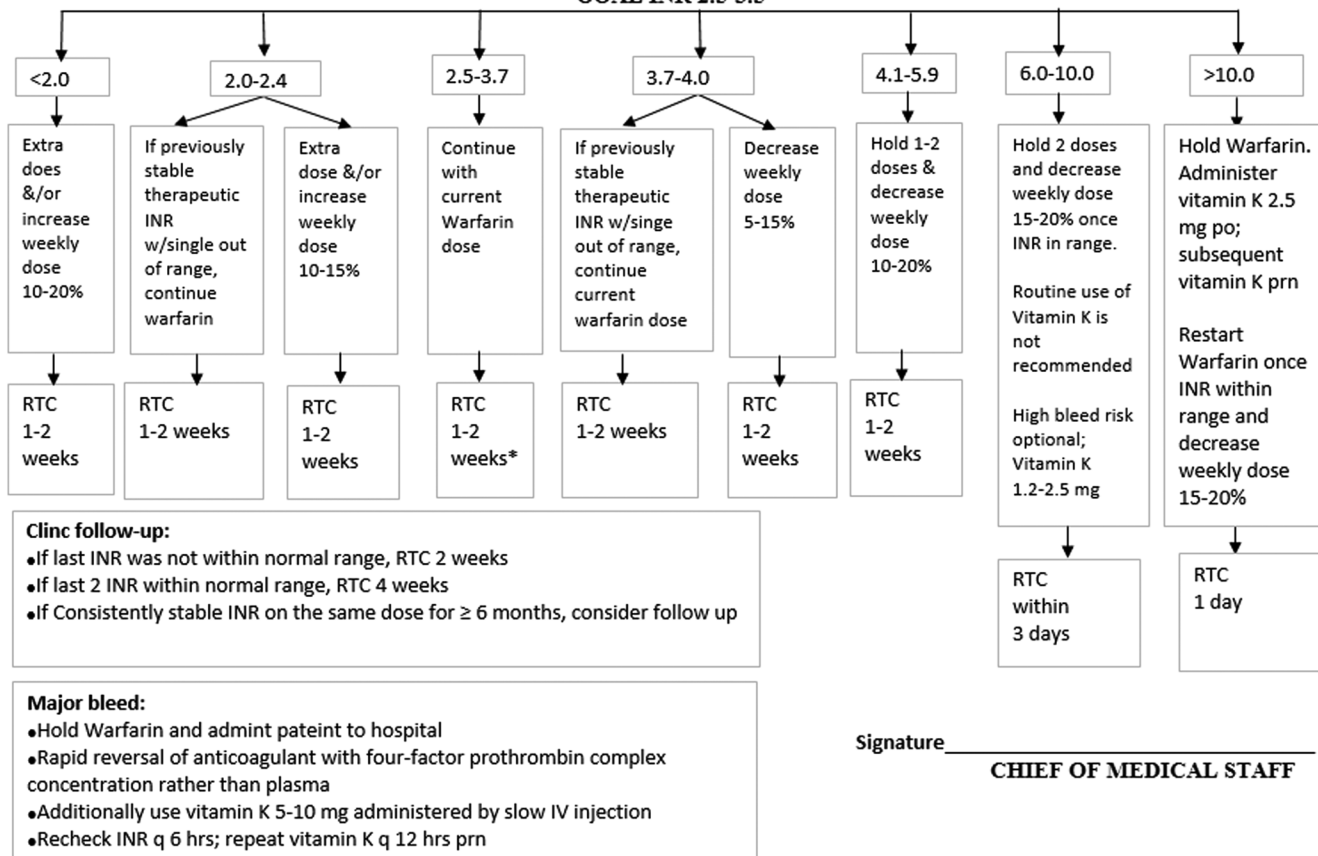 GOAL INR 2.5-3.5
<2.0
2.0-2.4
2.5-3.7
3.7-4.0
4.1-5.9
6.0-10.0
>10.0
Extra
does
&/or
increase
weekly
dose
10-20%
If previously
stable
therapeutic
INR
w/single out
of range,
continue
warfarin
Extra
dose &/or
increase
weekly
dose
10-15%
Continue
with
current
Warfarin
dose
If previously
stable
therapeutic
INR w/singe
out of range,
continue
current
warfarin dose
Decrease
weekly
dose
5-15%
Hold 1-2
doses &
decrease
weekly
dose
10-20%
Hold 2 doses
and decrease
weekly dose
15-20% once
INR in range.
Routine use of
Vitamin K is
not
recommended
High bleed risk
optional;
Vitamin K
1.2-2.5 mg
Hold Warfarin.
Administer
vitamin K 2.5
mg po;
subsequent
vitamin K prn
Restart
Warfarin once
INR within
range and
decrease
weekly dose
15-20%
RTC
1-2
weeks
RTC
1-2 weeks
RTC
1-2
weeks
RTC
1-2
weeks*
RTC
1-2 weeks
RTC
1-2
weeks
RTC
1-2
weeks
RTC
within
3 days
RTC
1 day
Clinc follow-up:
•If last INR was not within normal range, RTC 2 weeks
•If last 2 INR within normal range, RTC 4 weeks
•If Consistently stable INR on the same dose for ≥ 6 months, consider follow up
Major bleed:
•Hold Warfarin and admint pateint to hospital
•Rapid reversal of anticoagulant with four-factor prothrombin complex
concentration rather than plasma
•Additionally use vitamin K 5-10 mg administered by slow IV injection
•Recheck INR q 6 hrs; repeat vitamin K q 12 hrs prn
Signature
CHIEF OF MEDICAL STAFF